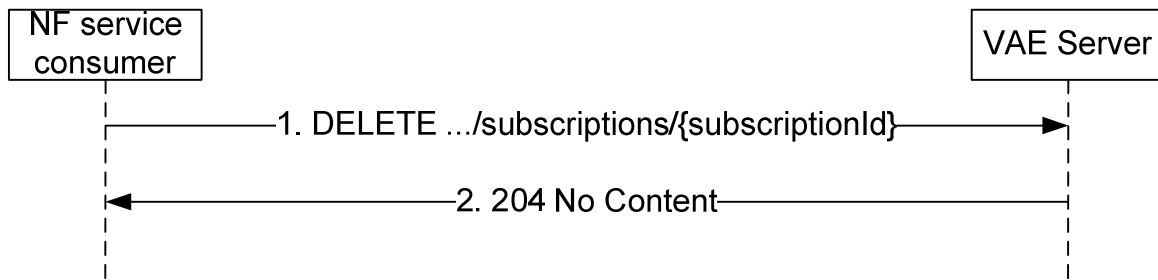 NF service
consumer
VAE Server
1. DELETE .../subscriptions/{subscriptionId}
2. 204 No Content